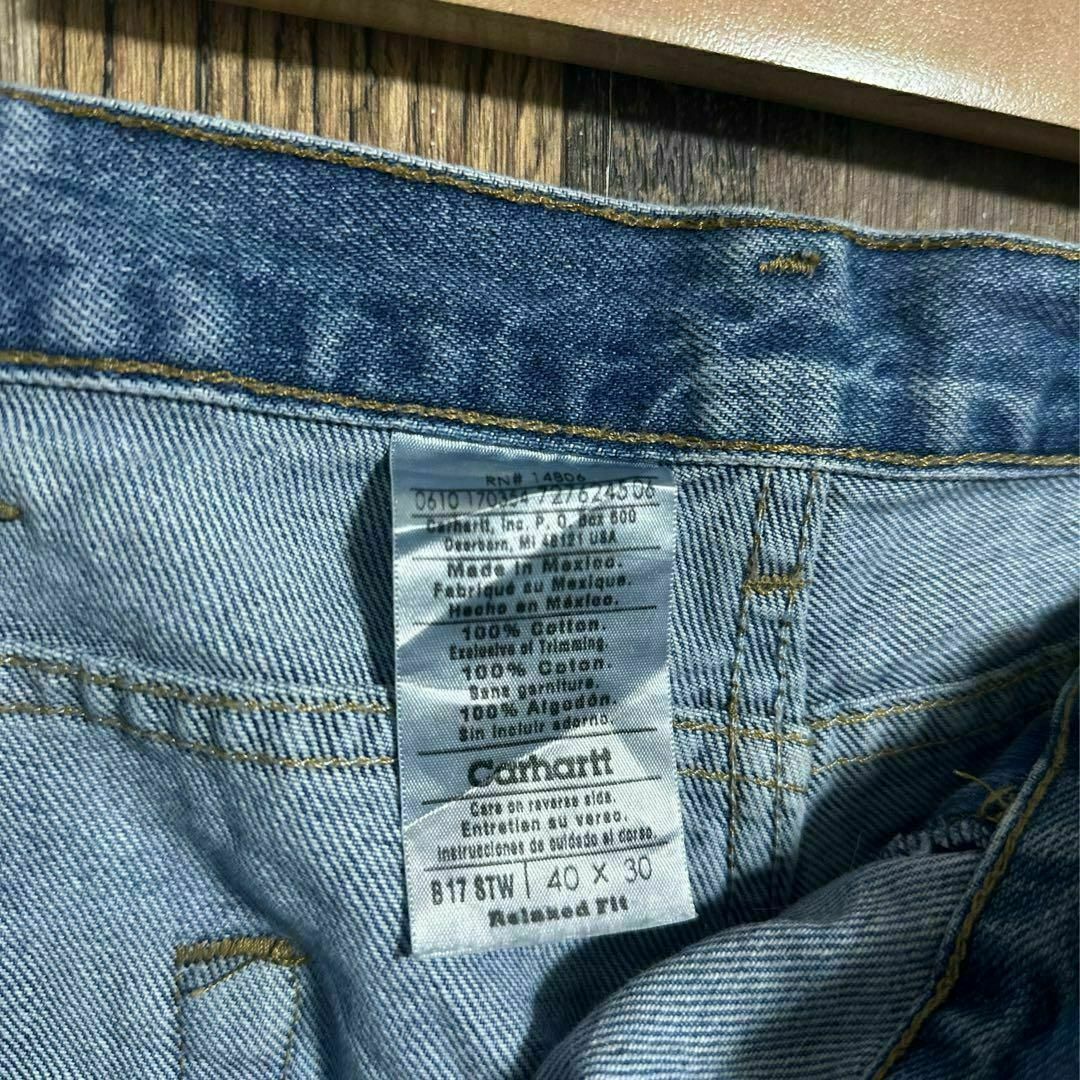 RN# 14806
0610 170354 7276245 06
Carhartt, Inc. P. O. Box 600
Dearborn, MI 48121 USA
Made in Mexico.
Fabriqué au Mexique.
Hecho en México.
100% Cotton.
Exclusive of Trimming.
100% Coton.
Sans garniture.
100% Algodón.
Sin incluir adorno.
Carhartt
Care on reverse side.
Entretien au verso.
Instrucciones de cuidado al dorso.
B17 STW 40 X 30
Relaxed Fit